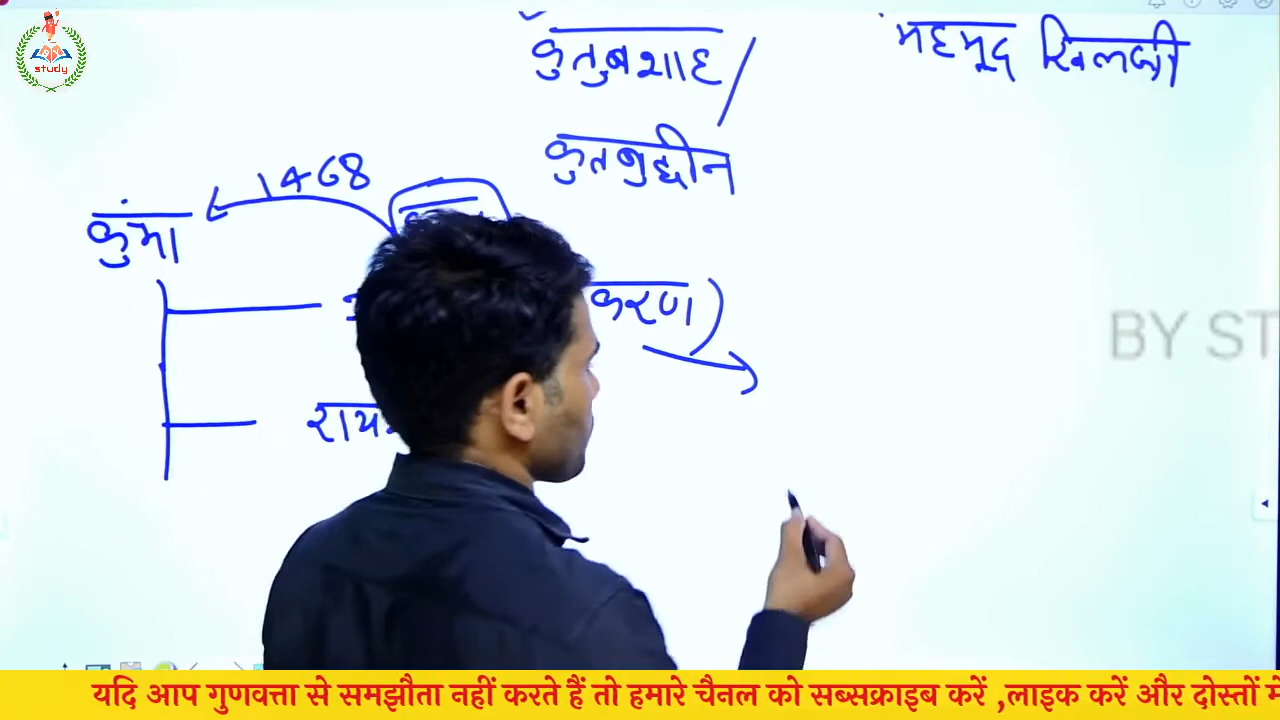 कुतुबशाह/
महमूद खिलजी
कुतबुद्दीन
1468
कुंभा
करण)
BY ST
study
यदि आप गुणवत्ता से समझौता नहीं करते हैं तो हमारे चैनल को सब्सक्राइब करें ,लाइक करें और दोस्तों में